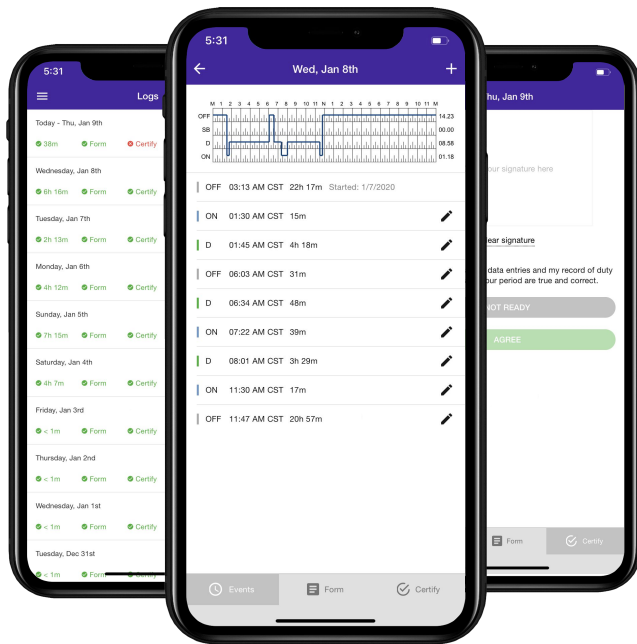 5:31
Logs
Today - Thu, Jan 9th
38m Form Certify
Wednesday, Jan 8th
6h 16m Form Certify
Tuesday, Jan 7th
2h 13m Form Certify
Monday, Jan 6th
4h 12m Form Certify
Sunday, Jan 5th
7h 15m Form Certify
Saturday, Jan 4th
4h 7m Form Certify
Friday, Jan 3rd
< 1m Form Certify
Thursday, Jan 2nd
< 1m Form Certify
Wednesday, Jan 1st
< 1m Form Certify
Tuesday, Dec 31st
< 1m Form Certify
5:31
Wed, Jan 8th
M 1 2 3 4 5 6 7 8 9 10 11 N 1 2 3 4 5 6 7 8 9 10 11 M
OFF 14.23
SB 00.00
D 08.58
ON 01.18
OFF 03:13 AM CST 22h 17m Started: 1/7/2020
ON 01:30 AM CST 15m
D 01:45 AM CST 4h 18m
OFF 06:03 AM CST 31m
D 06:34 AM CST 48m
ON 07:22 AM CST 39m
D 08:01 AM CST 3h 29m
ON 11:30 AM CST 17m
OFF 11:47 AM CST 20h 57m
Events Form Certify
hu, Jan 9th
our signature here
lear signature
data entries and my record of duty
our period are true and correct.
NOT READY
AGREE
Form Certify